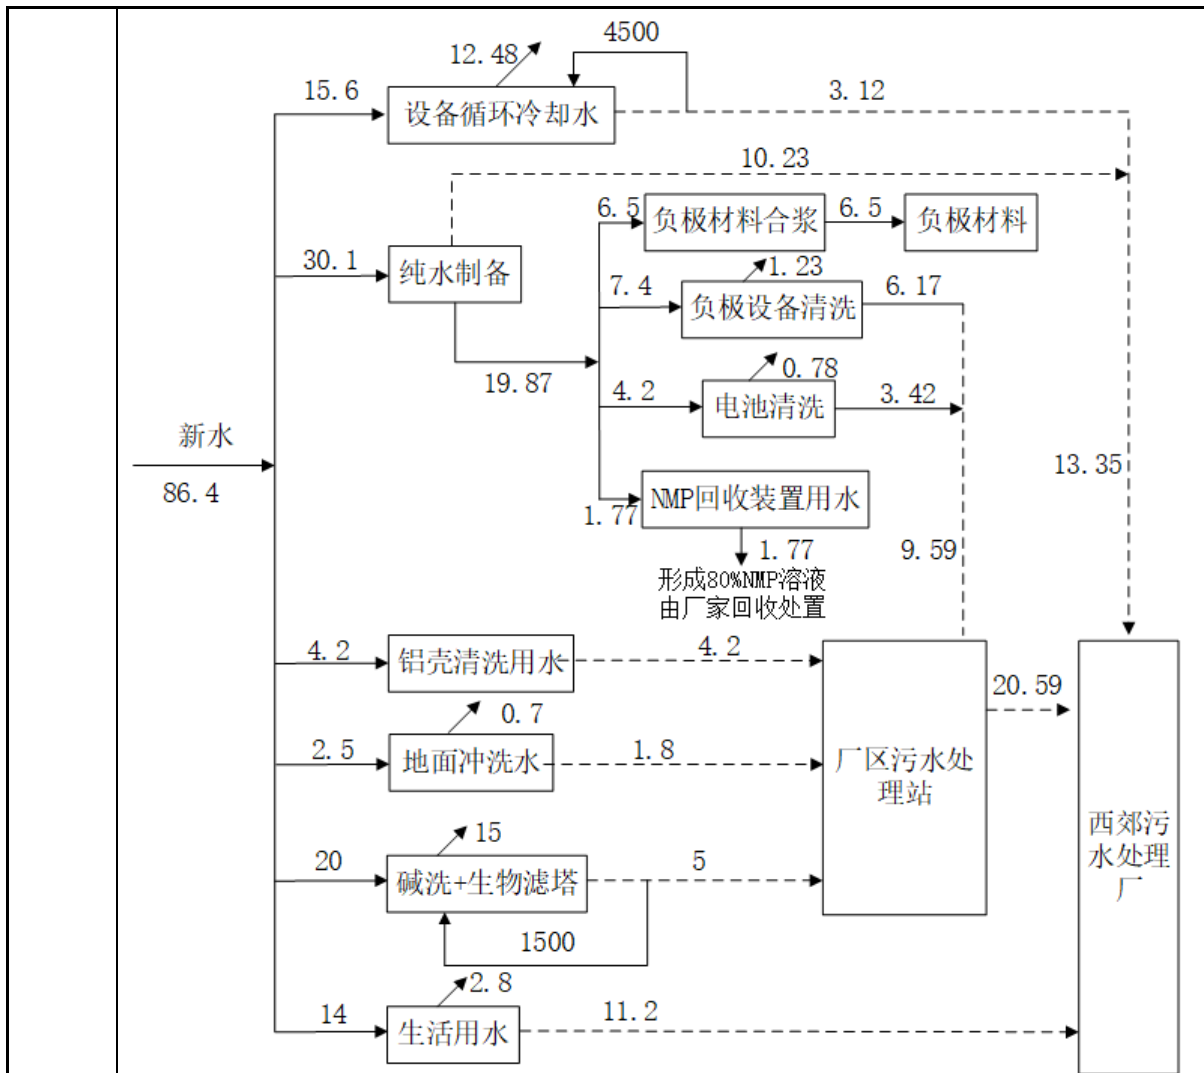 4500
12.48
15.6
设备循环冷却水
3.12
10.23
6.5
负极材料合浆
6.5
负极材料
30.1
纯水制备
1.23
7.4
负极设备清洗
6.17
19.87
0.78
4.2
电池清洗
3.42
新水
86.4
13.35
1.77
NMP回收装置用水
1.77
9.59
形成80%NMP溶液
由厂家回收处置
4.2
铝壳清洗用水
4.2
20.59
0.7
2.5
地面冲洗水
1.8
厂区污水处
理站
15
20
碱洗+生物滤塔
5
西郊污
水处理
厂
1500
2.8
14
生活用水
11.2